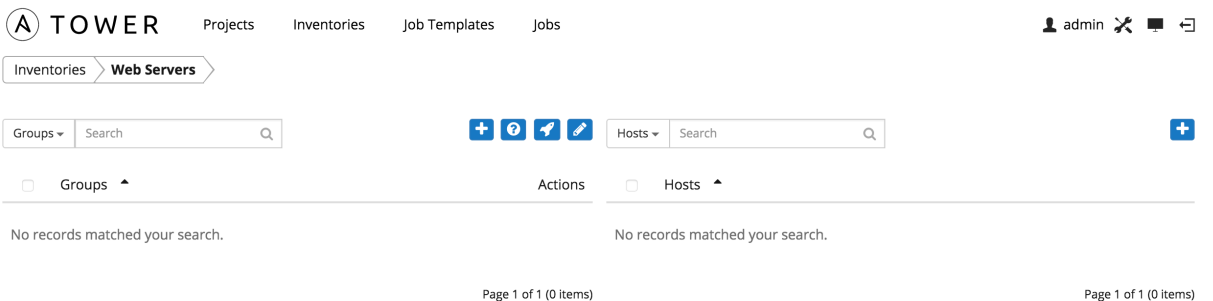 A TOWER Projects Inventories Job Templates Jobs admin
Inventories Web Servers
Groups Search Hosts Search
Groups Actions Hosts
No records matched your search. No records matched your search.
Page 1 of 1 (0 items) Page 1 of 1 (0 items)